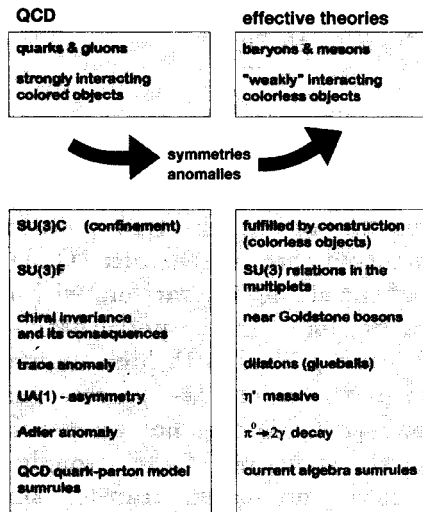 QCD
effective theories
quarks & gluons
strongly interacting
colored objects
baryons & mesons
"weakly" interacting
colorless objects
symmetries
anomalies
SU(3)C (confinement)
SU(3)F
chiral invariance
and its consequences
trace anomaly
UA(1) - asymmetry
Adler anomaly
QCD quark-parton model
sumrules
fulfilled by construction
(colorless objects)
SU(3) relations in the
multiplets
near Goldstone bosons
dilatons (glueballs)
η' massive
π⁰→2γ decay
current algebra sumrules